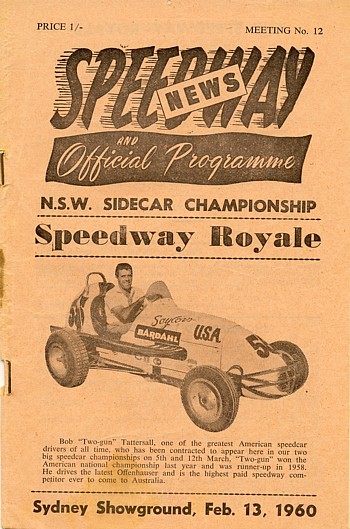 PRICE 1/-
MEETING No. 12
SPEEDWAY
NEWS
AND
Official Programme
N.S.W. SIDECAR CHAMPIONSHIP
Speedway Royale
BARDAHL
U.S.A
5
Bob "Two-gun" Tattersall, one of the greatest American speedcar
drivers of all time, who has been contracted to appear here in our two
big speedcar championships on 5th and 12th March, "Two-gun" won the
American national championship last year and was runner-up in 1958.
He drives the latest Offenhauser and is the highest paid speedway com-
petitor ever to come to Australia.
Sydney Showground, Feb. 13, 1960